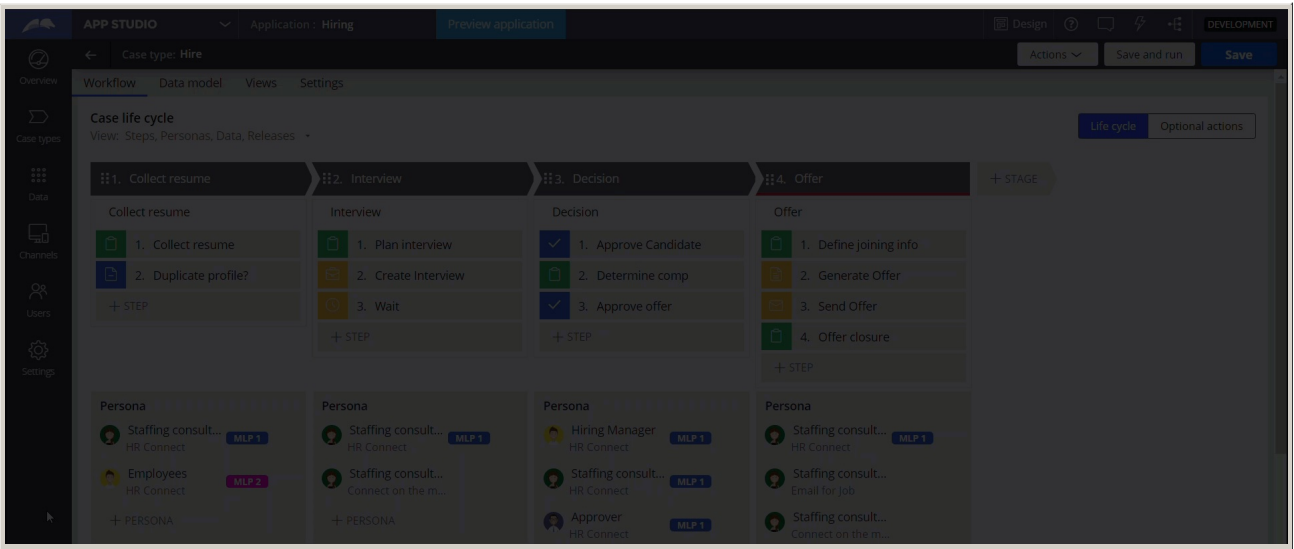 APP STUDIO Application : Hiring Preview application Design DEVELOPMENT
Case type: Hire Actions Save and run Save
Overview
Case types
Data
Channels
Users
Settings
Workflow Data model Views Settings
Case life cycle
View: Steps, Personas, Data, Releases
Life cycle Optional actions
1. Collect resume 2. Interview 3. Decision 4. Offer + STAGE
Collect resume
1. Collect resume
2. Duplicate profile?
+ STEP
Interview
1. Plan interview
2. Create Interview
3. Wait
+ STEP
Decision
1. Approve Candidate
2. Determine comp
3. Approve offer
+ STEP
Offer
1. Define joining info
2. Generate Offer
3. Send Offer
4. Offer closure
+ STEP
Persona
Staffing consult... MLP 1
HR Connect
Employees MLP 2
HR Connect
+ PERSONA
Persona
Staffing consult... MLP 1
HR Connect
Staffing consult...
Connect on the m...
+ PERSONA
Persona
Hiring Manager MLP 1
HR Connect
Staffing consult... MLP 1
HR Connect
Approver MLP 1
HR Connect
Persona
Staffing consult... MLP 1
HR Connect
Staffing consult...
Email for Job
Staffing consult...
Connect on the m...